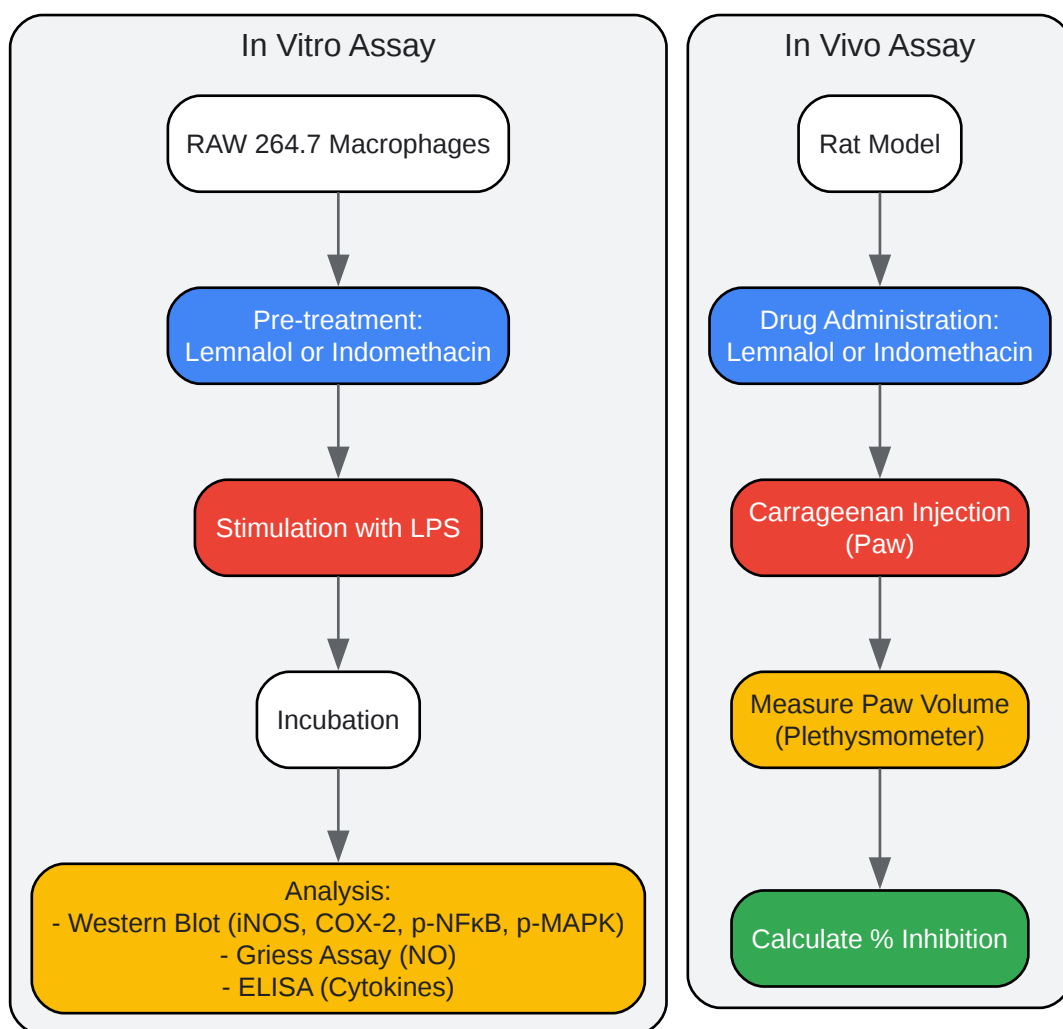 In Vitro Assay
RAW 264.7 Macrophages
Pre-treatment:
Lemnalol or Indomethacin
Stimulation with LPS
Incubation
Analysis:
- Western Blot (iNOS, COX-2, p-NFκB, p-MAPK)
- Griess Assay (NO)
- ELISA (Cytokines)
In Vivo Assay
Rat Model
Drug Administration:
Lemnalol or Indomethacin
Carrageenan Injection
(Paw)
Measure Paw Volume
(Plethysmometer)
Calculate % Inhibition